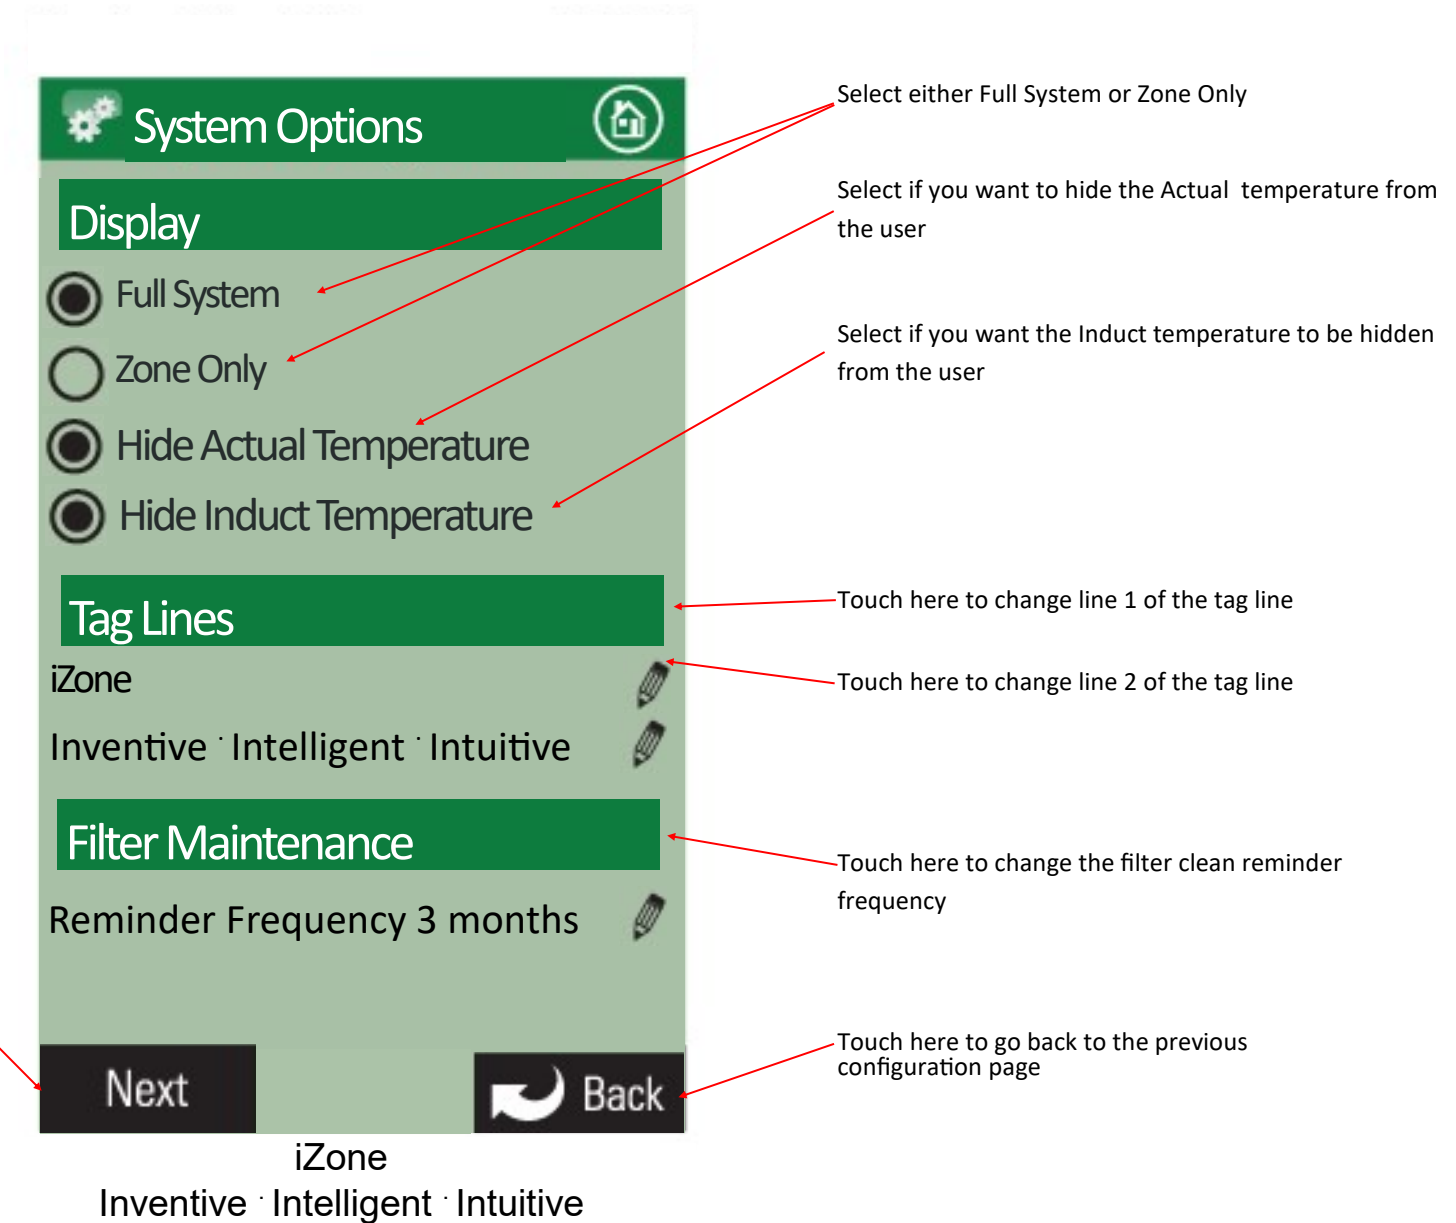 System Options
Display
Full System
Zone Only
Hide Actual Temperature
Hide Induct Temperature
Tag Lines
iZone
Inventive · Intelligent · Intuitive
Filter Maintenance
Reminder Frequency 3 months
Next
Back
iZone
Inventive · Intelligent · Intuitive
Select either Full System or Zone Only
Select if you want to hide the Actual temperature from
the user
Select if you want the Induct temperature to be hidden
from the user
Touch here to change line 1 of the tag line
Touch here to change line 2 of the tag line
Touch here to change the filter clean reminder
frequency
Touch here to go back to the previous
configuration page